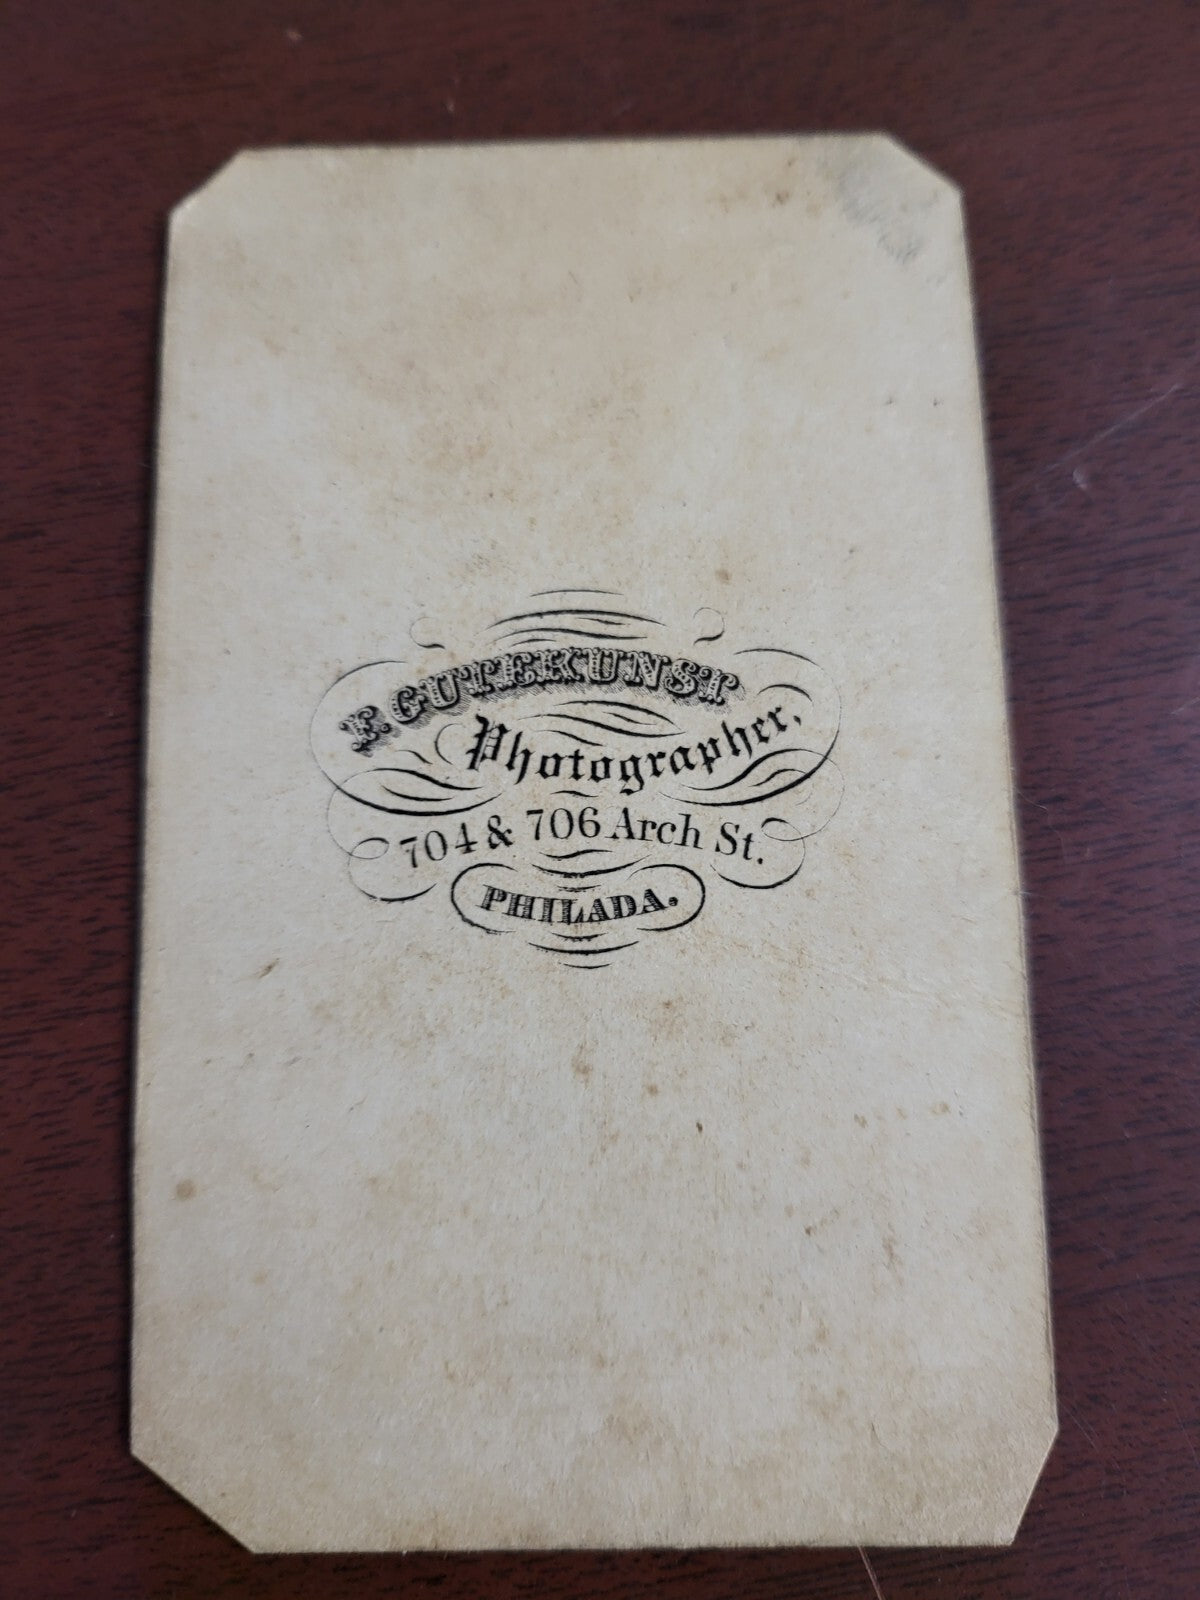 F. GUTEKUNST
Photographer,
704 & 706 Arch St.
PHILADA.